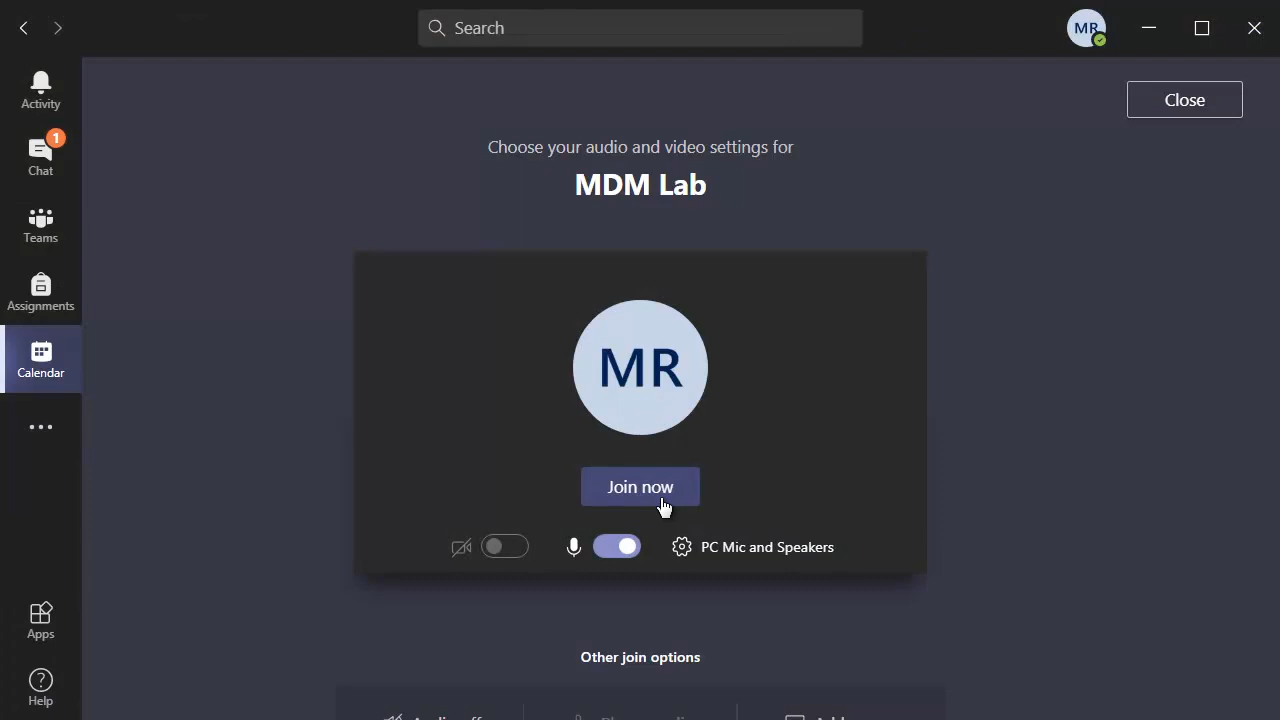 Search
MR
Activity
Close
1
Chat
Choose your audio and video settings for
MDM Lab
Teams
Assignments
MR
Calendar
Join now
PC Mic and Speakers
Apps
Other join options
Help